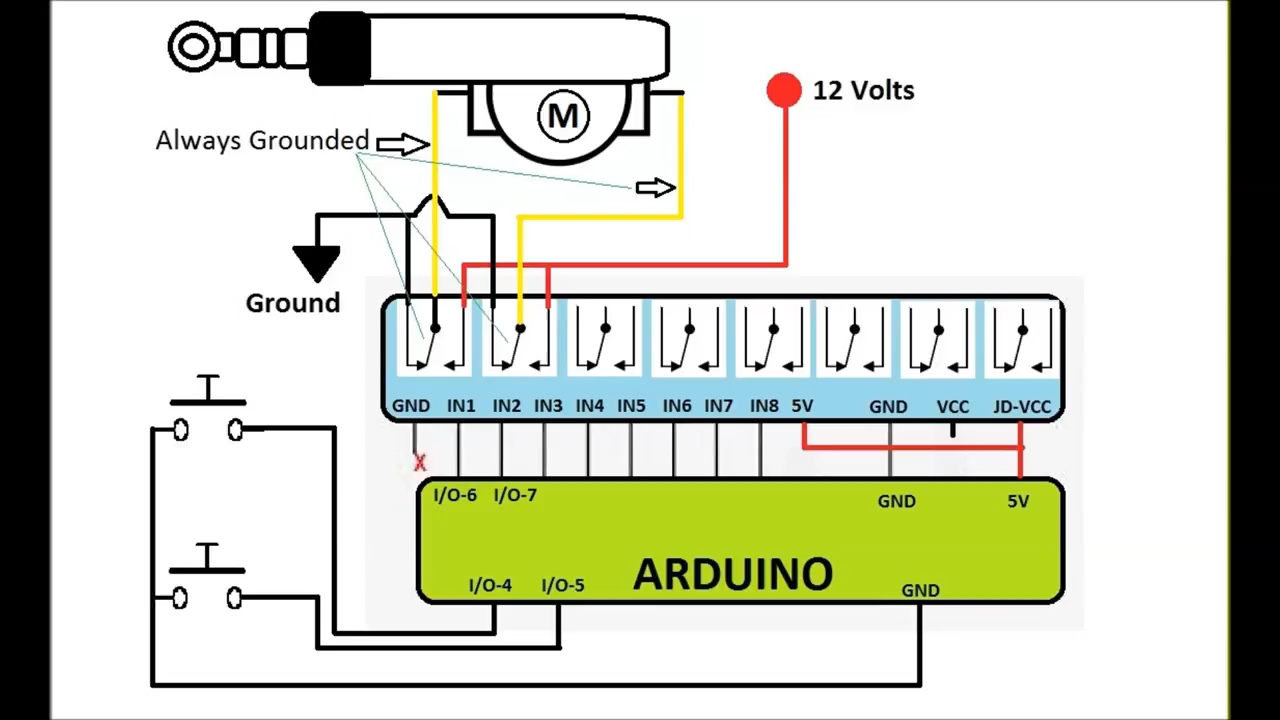 M
12 Volts
Always Grounded
Ground
GND IN1 IN2 IN3 IN4 IN5 IN6 IN7 IN8 5V GND VCC JD-VCC
X
I/O-6 I/O-7 GND 5V
ARDUINO
I/O-4 I/O-5 GND